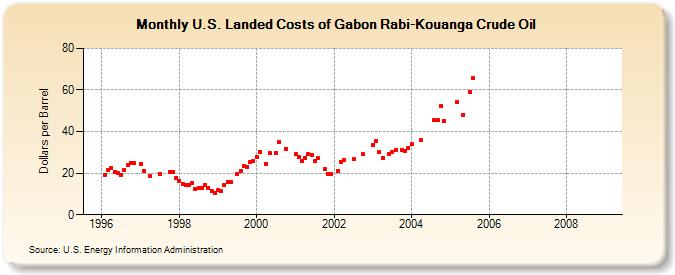 Monthly U.S. Landed Costs of Gabon Rabi-Kouanga Crude Oil
Dollars per Barrel
80
60
40
20
0
1996 1998 2000 2002 2004 2006 2008
Source: U.S. Energy Information Administration